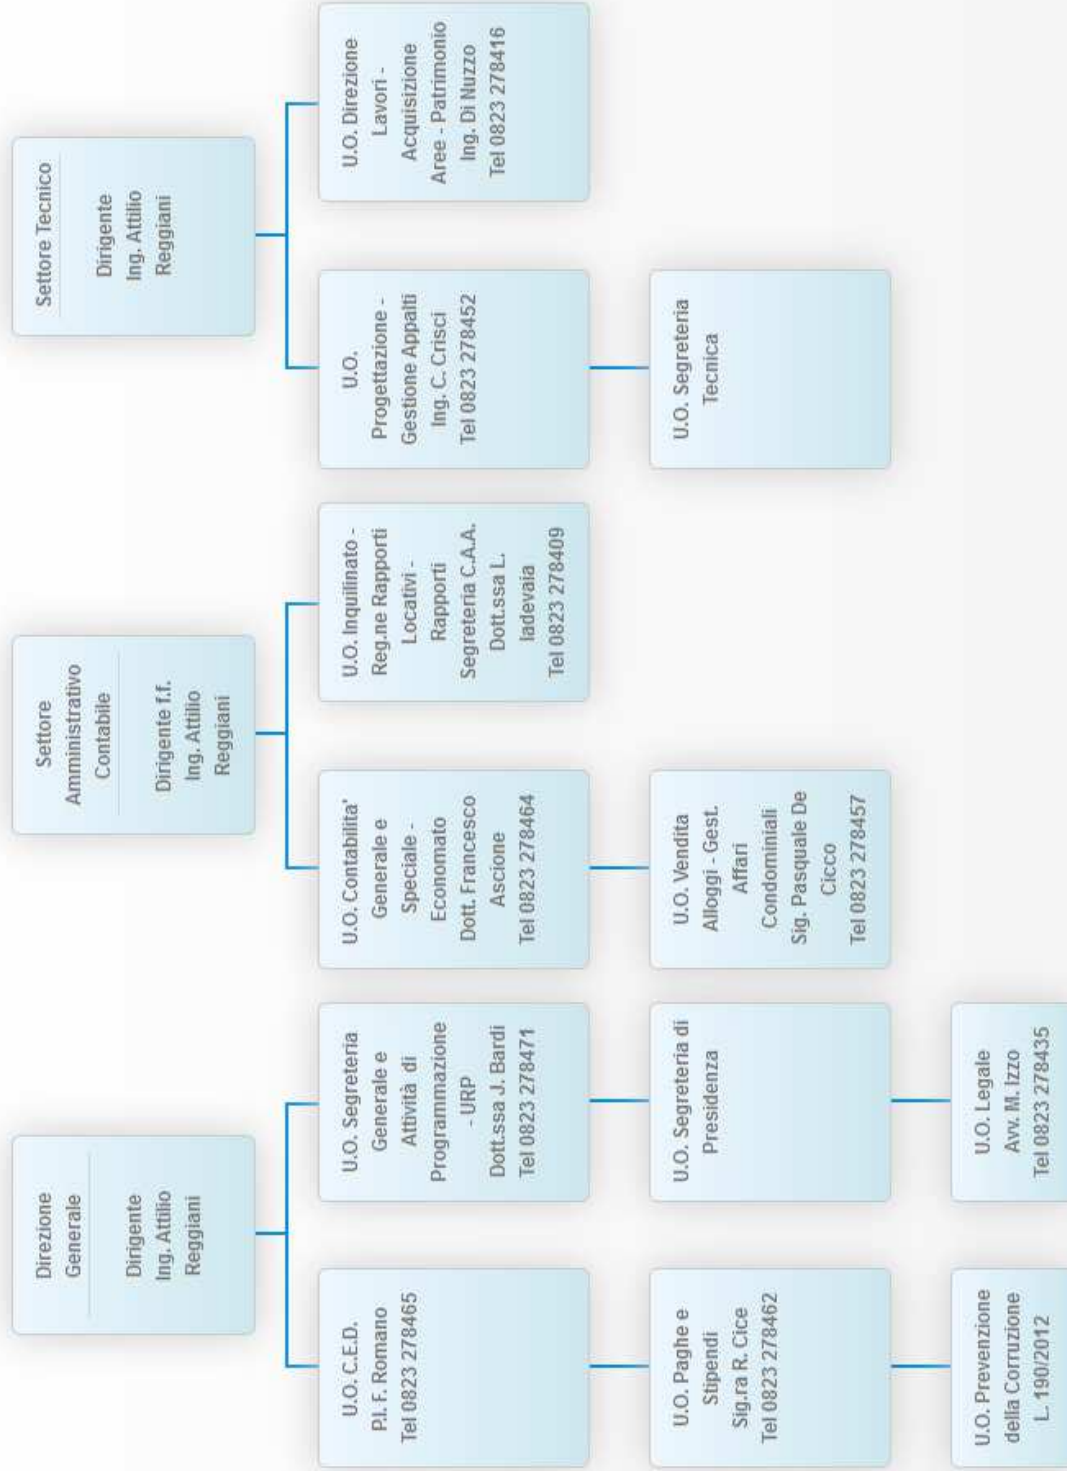 Direzione
Generale
Dirigente
Ing. Attilio
Reggiani
U.O. C.E.D.
P.I. F. Romano
Tel 0823 278465
U.O. Paghe e
Stipendi
Sig.ra R. Cice
Tel 0823 278462
U.O. Prevenzione
della Corruzione
L. 190/2012
U.O. Segreteria
Generale e
Attività di
Programmazione
- URP
Dott.ssa J. Bardi
Tel 0823 278471
U.O. Segreteria di
Presidenza
U.O. Legale
Avv. M. Izzo
Tel 0823 278435
Settore
Amministrativo
Contabile
Dirigente f.f.
Ing. Attilio
Reggiani
U.O. Contabilita'
Generale e
Speciale -
Economato
Dott. Francesco
Ascione
Tel 0823 278464
U.O. Vendita
Alloggi - Gest.
Affari
Condominiali
Sig. Pasquale De
Cicco
Tel 0823 278457
U.O. Inquilinato -
Reg.ne Rapporti
Locativi -
Rapporti
Segreteria C.A.A.
Dott.ssa L.
Iadevaia
Tel 0823 278409
Settore Tecnico
Dirigente
Ing. Attilio
Reggiani
U.O.
Progettazione -
Gestione Appalti
Ing. C. Crisci
Tel 0823 278452
U.O. Segreteria
Tecnica
U.O. Direzione
Lavori -
Acquisizione
Aree - Patrimonio
Ing. Di Nuzzo
Tel 0823 278416